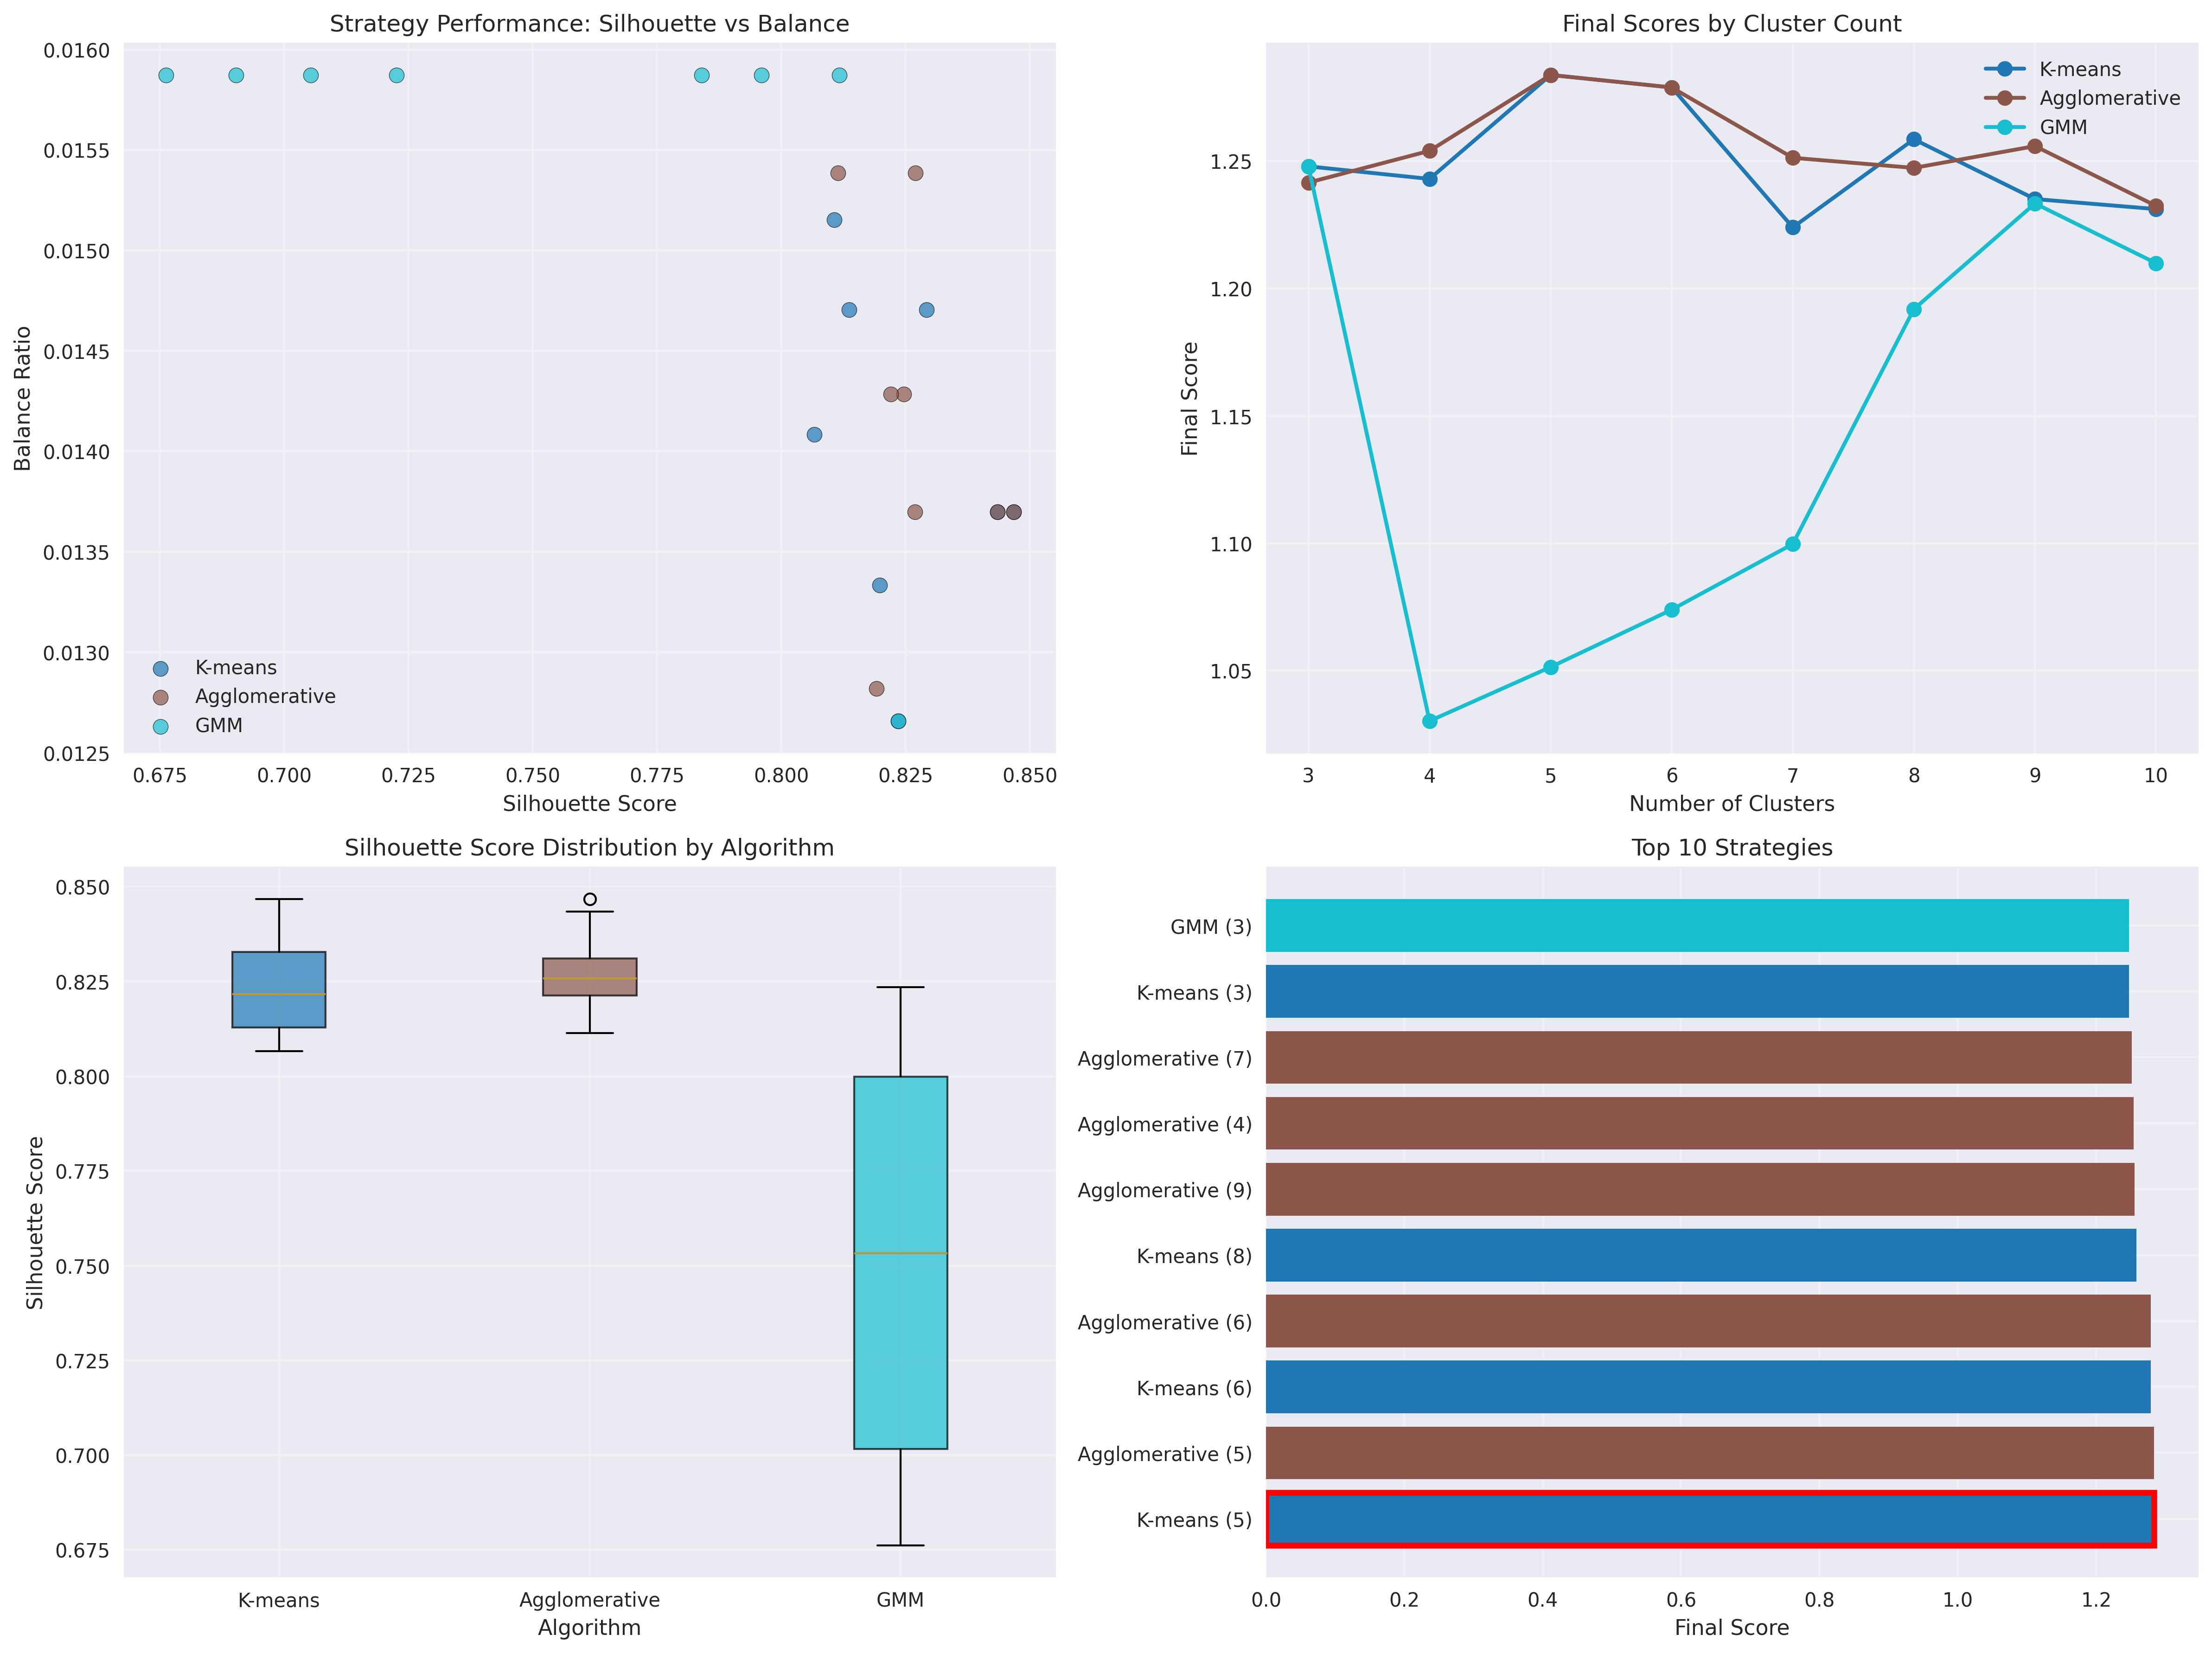 Strategy Performance: Silhouette vs Balance
0.0160
0.0155
0.0150
0.0145
0.0140
0.0135
0.0130
0.0125
Balance Ratio
K-means
Agglomerative
GMM
0.675 0.700 0.725 0.750 0.775 0.800 0.825 0.850
Silhouette Score
Final Scores by Cluster Count
K-means
Agglomerative
GMM
1.25
1.20
1.15
1.10
1.05
Final Score
3 4 5 6 7 8 9 10
Number of Clusters
Silhouette Score Distribution by Algorithm
0.850
0.825
0.800
0.775
0.750
0.725
0.700
0.675
Silhouette Score
K-means Agglomerative GMM
Algorithm
Top 10 Strategies
GMM (3)
K-means (3)
Agglomerative (7)
Agglomerative (4)
Agglomerative (9)
K-means (8)
Agglomerative (6)
K-means (6)
Agglomerative (5)
K-means (5)
0.0 0.2 0.4 0.6 0.8 1.0 1.2
Final Score